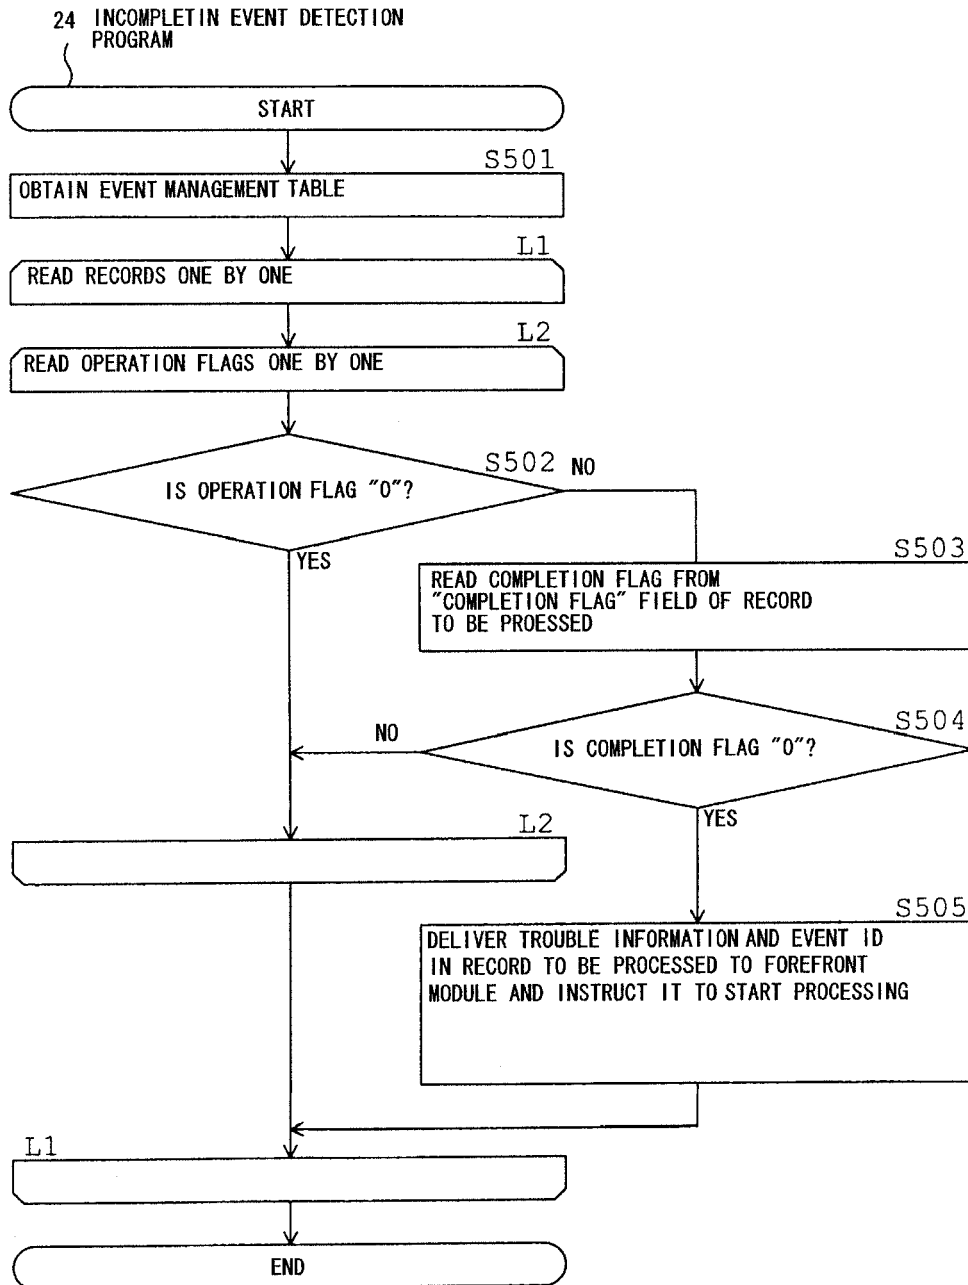 24 INCOMPLETIN EVENT DETECTION
PROGRAM
START
S501
OBTAIN EVENT MANAGEMENT TABLE
L1
READ RECORDS ONE BY ONE
L2
READ OPERATION FLAGS ONE BY ONE
S502
NO
IS OPERATION FLAG "0"?
YES
S503
READ COMPLETION FLAG FROM
"COMPLETION FLAG" FIELD OF RECORD
TO BE PROESSED
S504
NO
IS COMPLETION FLAG "0"?
YES
L2
S505
DELIVER TROUBLE INFORMATION AND EVENT ID
IN RECORD TO BE PROCESSED TO FOREFRONT
MODULE AND INSTRUCT IT TO START PROCESSING
L1
END